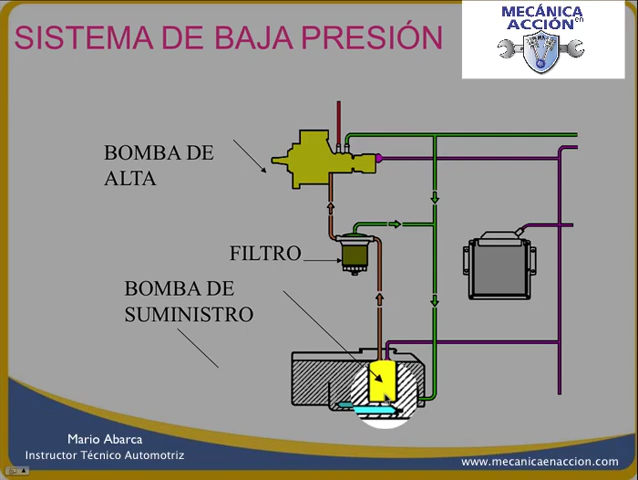 SISTEMA DE BAJA PRESIÓN
MECÁNICA
en
ACCIÓN
BOMBA DE
ALTA
FILTRO
BOMBA DE
SUMINISTRO
Mario Abarca
Instructor Técnico Automotriz
www.mecanicaenaccion.com